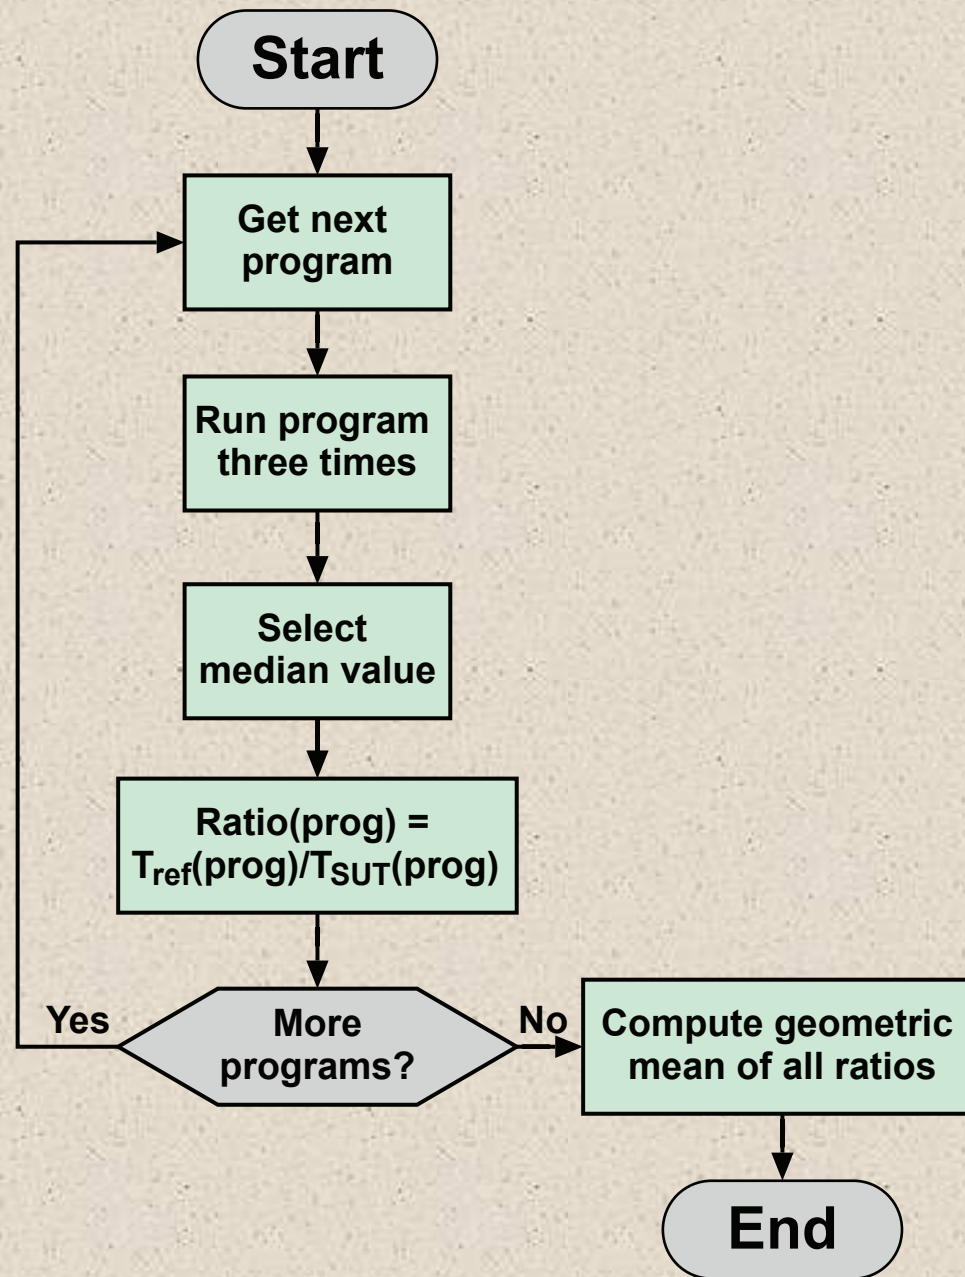 Start
Get next
program
Run program
three times
Select
median value
Ratio(prog) =
Tref(prog)/TSUT(prog)
Yes
More
programs?
No
Compute geometric
mean of all ratios
End